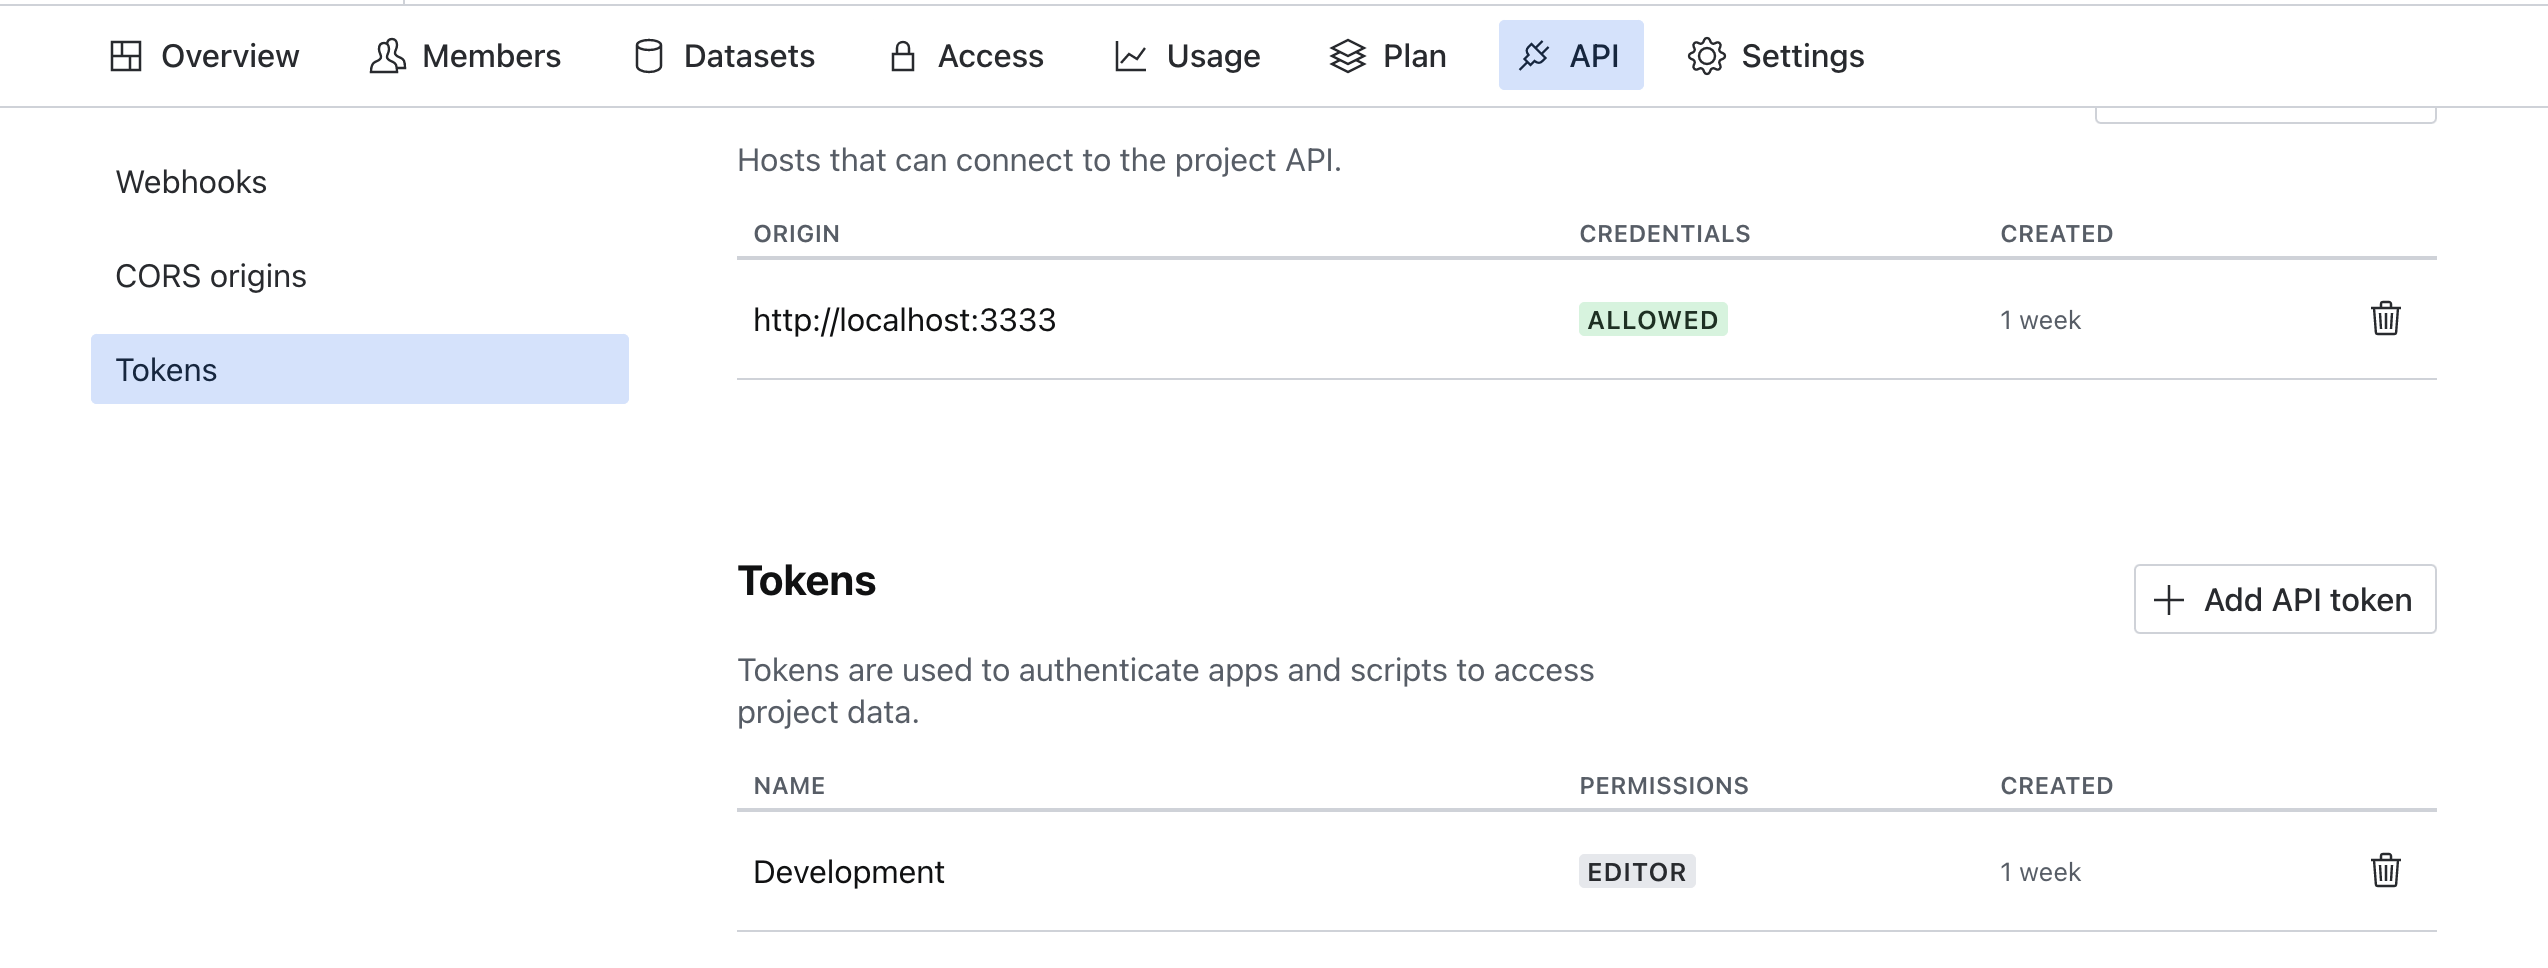 Overview Members Datasets Access Usage Plan API Settings
Webhooks
CORS origins
Tokens
Hosts that can connect to the project API.
ORIGIN CREDENTIALS CREATED
http://localhost:3333 ALLOWED 1 week
Tokens
Add API token
Tokens are used to authenticate apps and scripts to access
project data.
NAME PERMISSIONS CREATED
Development EDITOR 1 week